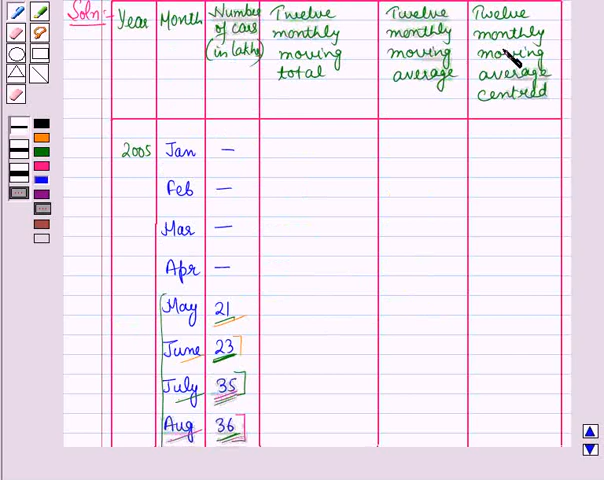 Soln:-
Year Month Number of cars (in lakhs) Twelve monthly moving total Twelve monthly moving average Twelve monthly moving average centred
2005 Jan —
Feb —
Mar —
Apr —
May 21
June 23
July 35
Aug 36